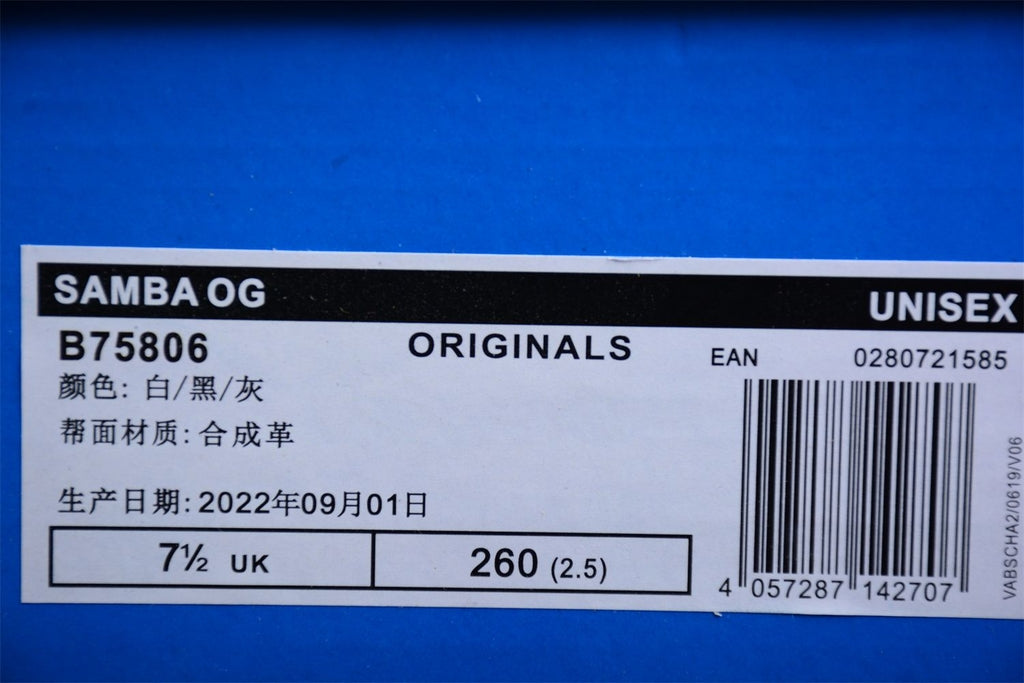 SAMBA OG UNISEX
B75806 ORIGINALS EAN 0280721585
颜色: 白/黑/灰
帮面材质: 合成革
生产日期: 2022年09月01日
7½ UK 260 (2.5)
4 057287 142707
VABSCHA2/0619/V06